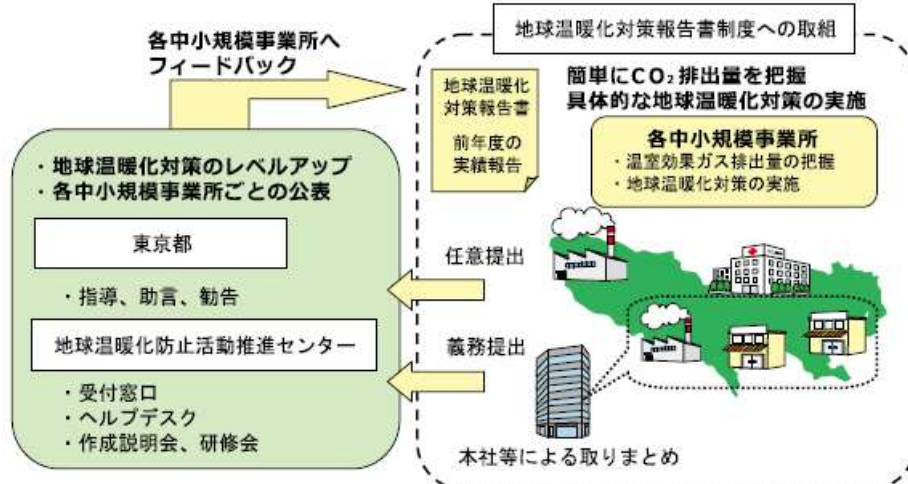 地球温暖化対策報告書制度への取組
各中小規模事業所へ
フィードバック
地球温暖化
対策報告書
前年度の
実績報告
簡単にCO₂排出量を把握
具体的な地球温暖化対策の実施
各中小規模事業所
・温室効果ガス排出量の把握
・地球温暖化対策の実施
・地球温暖化対策のレベルアップ
・各中小規模事業所ごとの公表
東京都
・指導、助言、勧告
地球温暖化防止活動推進センター
・受付窓口
・ヘルプデスク
・作成説明会、研修会
任意提出
義務提出
本社等による取りまとめ